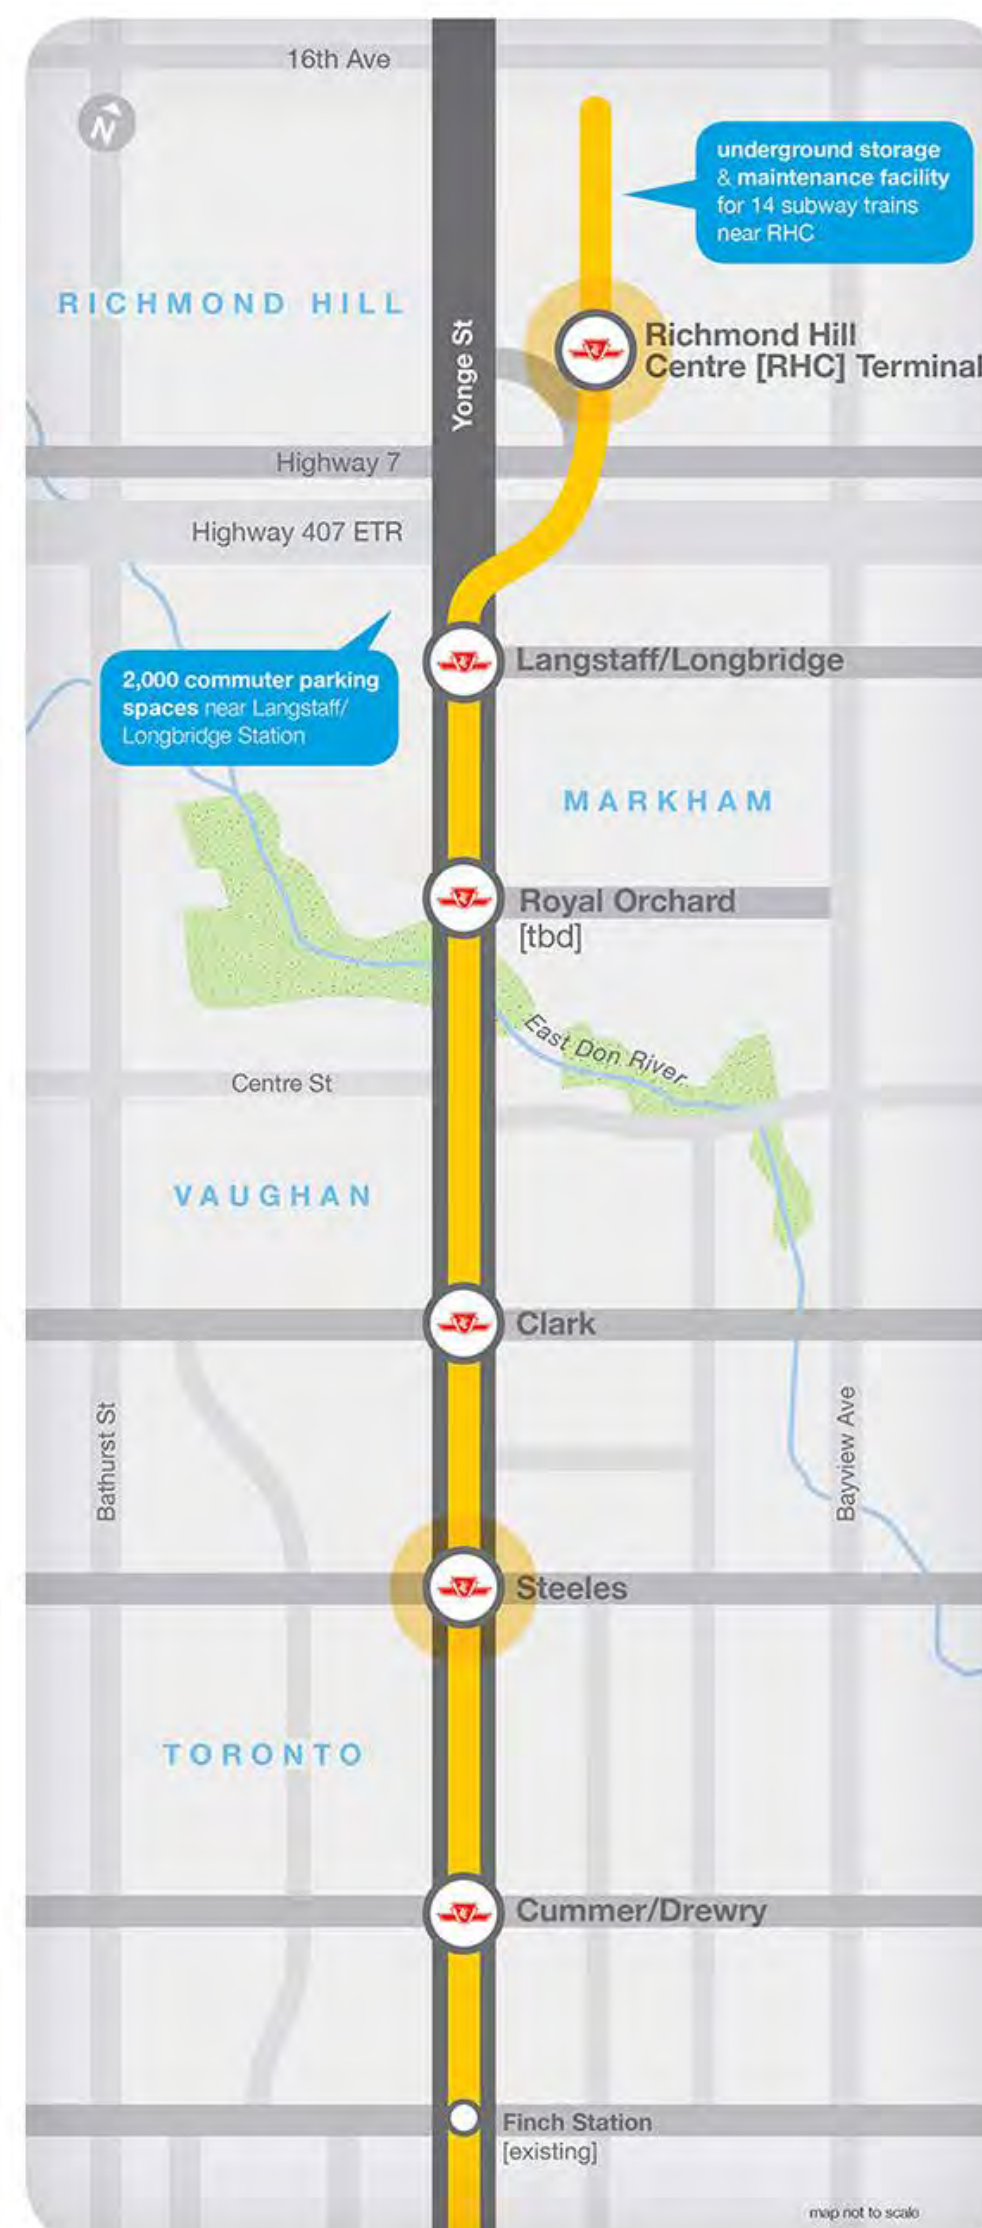 16th Ave
N
underground storage
& maintenance facility
for 14 subway trains
near RHC
RICHMOND HILL
Yonge St
Richmond Hill
Centre [RHC] Terminal
Highway 7
Highway 407 ETR
Langstaff/Longbridge
2,000 commuter parking
spaces near Langstaff/
Longbridge Station
MARKHAM
Royal Orchard
[tbd]
East Don River
Centre St
VAUGHAN
Clark
Bathurst St
Bayview Ave
Steeles
TORONTO
Cummer/Drewry
Finch Station
[existing]
map not to scale